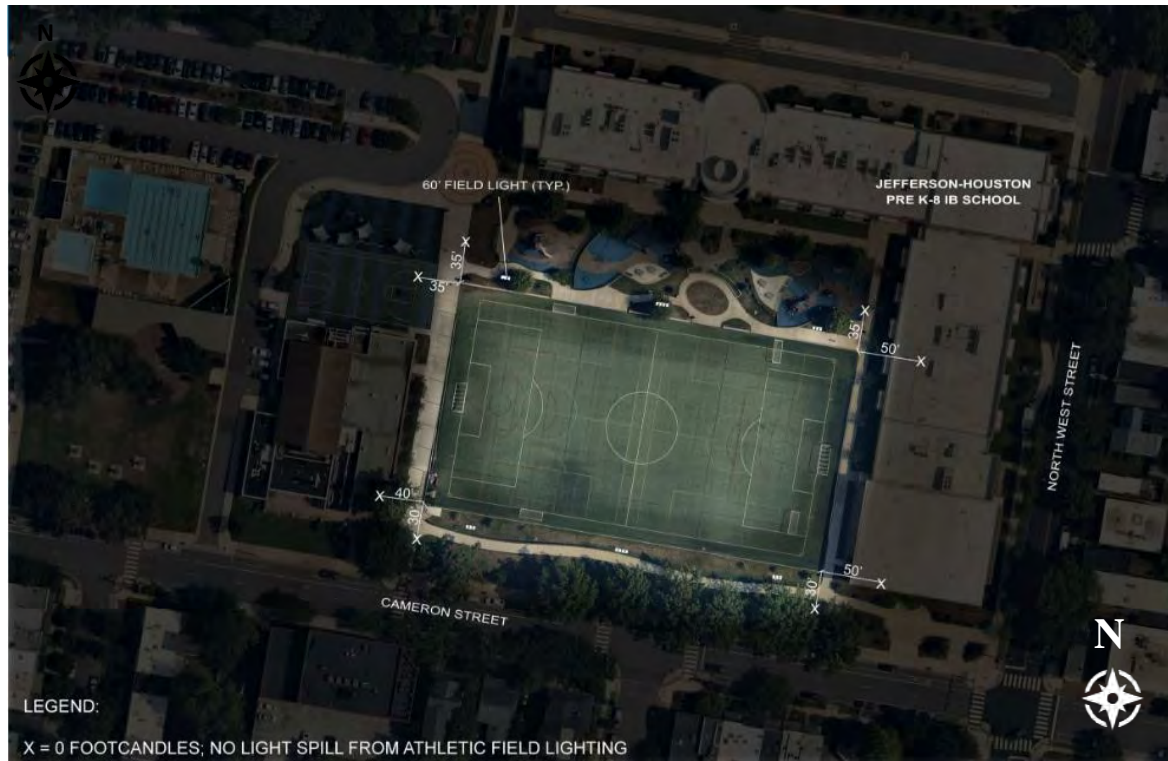 N
60' FIELD LIGHT (TYP.)
JEFFERSON-HOUSTON
PRE K-8 IB SCHOOL
X
35'
X
35'
X
35'
50'
X
NORTH WEST STREET
X
40'
30'
X
50'
X
30'
X
CAMERON STREET
N
LEGEND:
X = 0 FOOTCANDLES; NO LIGHT SPILL FROM ATHLETIC FIELD LIGHTING